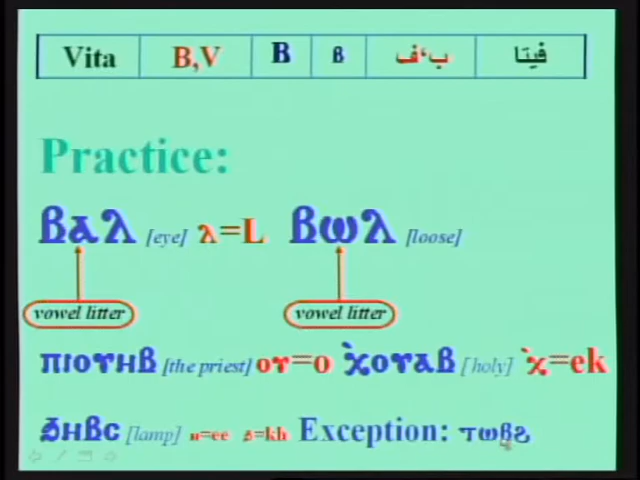 Vita B,V Ⲃ ⲃ ب،ف فيتا
Practice:
ⲃⲁⲗ [eye] ⲗ=L ⲃⲱⲗ [loose]
vowel litter vowel litter
ⲡⲓⲟⲩⲏⲃ [the priest] ⲟⲩ=o ⲭ̀ⲟⲩⲁⲃ [holy] ⲭ̀=ek
ϧⲏⲃⲥ [lamp] ⲏ=ee ϧ=kh Exception: ⲧⲱⲃϩ